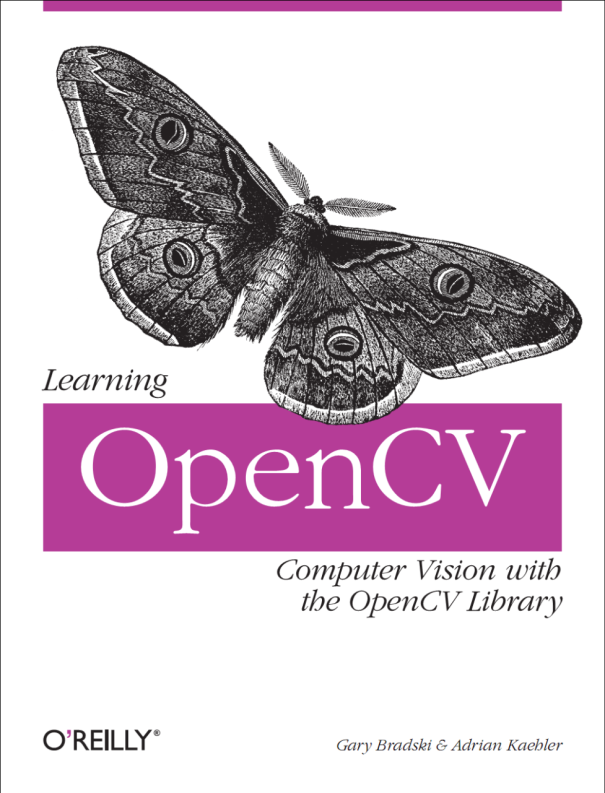 Learning
OpenCV
Computer Vision with
the OpenCV Library
O'REILLY®
Gary Bradski & Adrian Kaehler